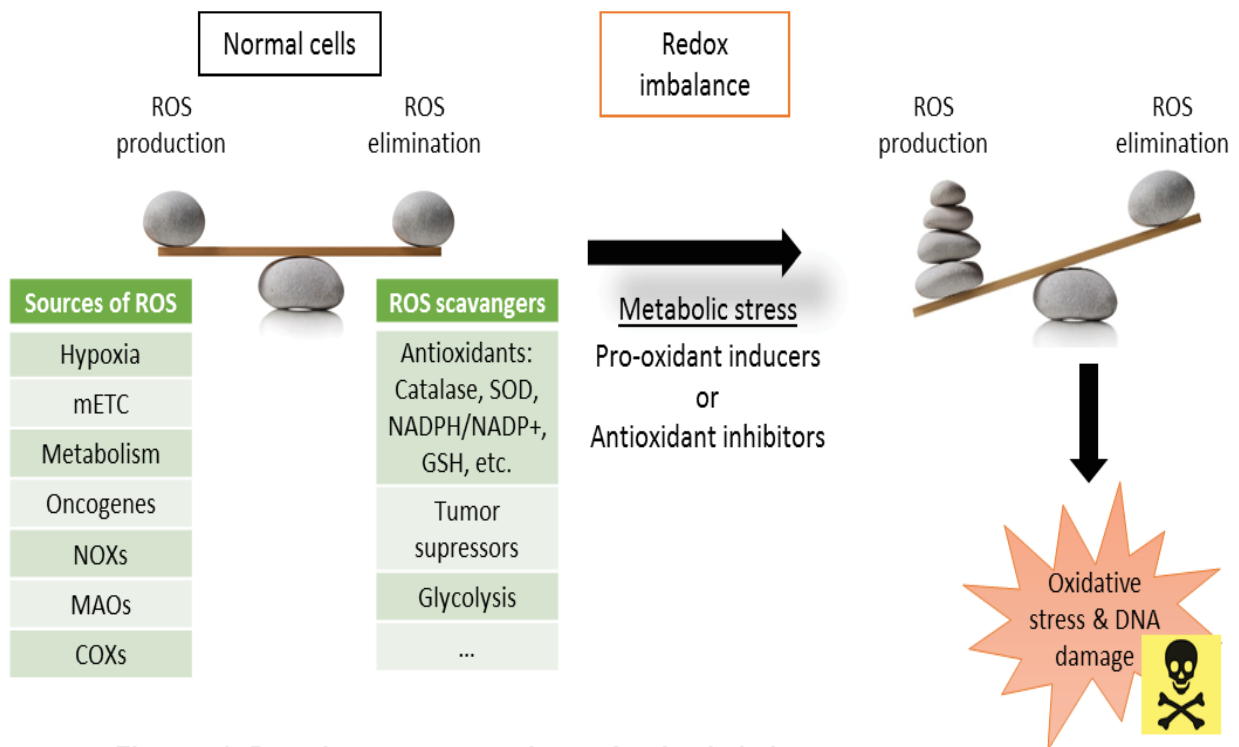 Normal cells
ROS
production
ROS
elimination
Sources of ROS
Hypoxia
mETC
Metabolism
Oncogenes
NOXs
MAOs
COXs
ROS scavangers
Antioxidants:
Catalase, SOD,
NADPH/NADP+,
GSH, etc.
Tumor
supressors
Glycolysis
...
Redox
imbalance
Metabolic stress
Pro-oxidant inducers
or
Antioxidant inhibitors
ROS
production
ROS
elimination
Oxidative
stress & DNA
damage